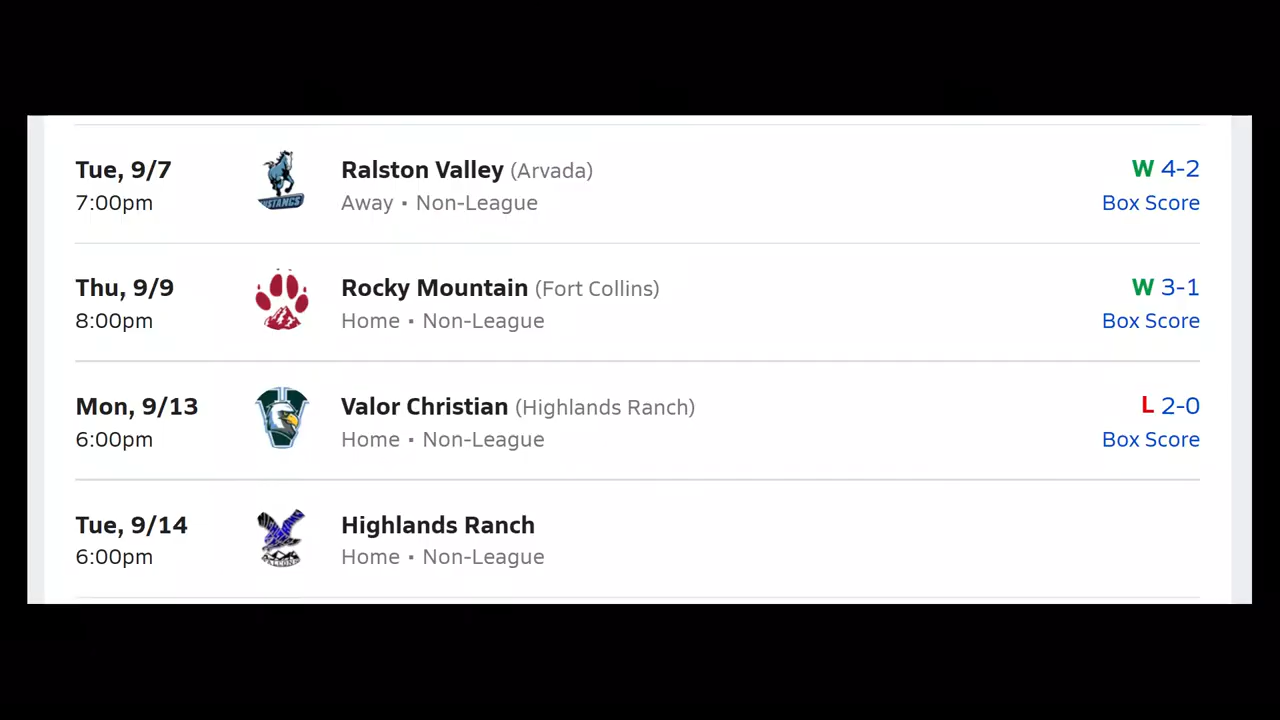 Tue, 9/7
7:00pm
USTANGS
Ralston Valley (Arvada)
Away • Non-League
W 4-2
Box Score
Thu, 9/9
8:00pm
Rocky Mountain (Fort Collins)
Home • Non-League
W 3-1
Box Score
Mon, 9/13
6:00pm
Valor Christian (Highlands Ranch)
Home • Non-League
L 2-0
Box Score
Tue, 9/14
6:00pm
Highlands Ranch
Home • Non-League